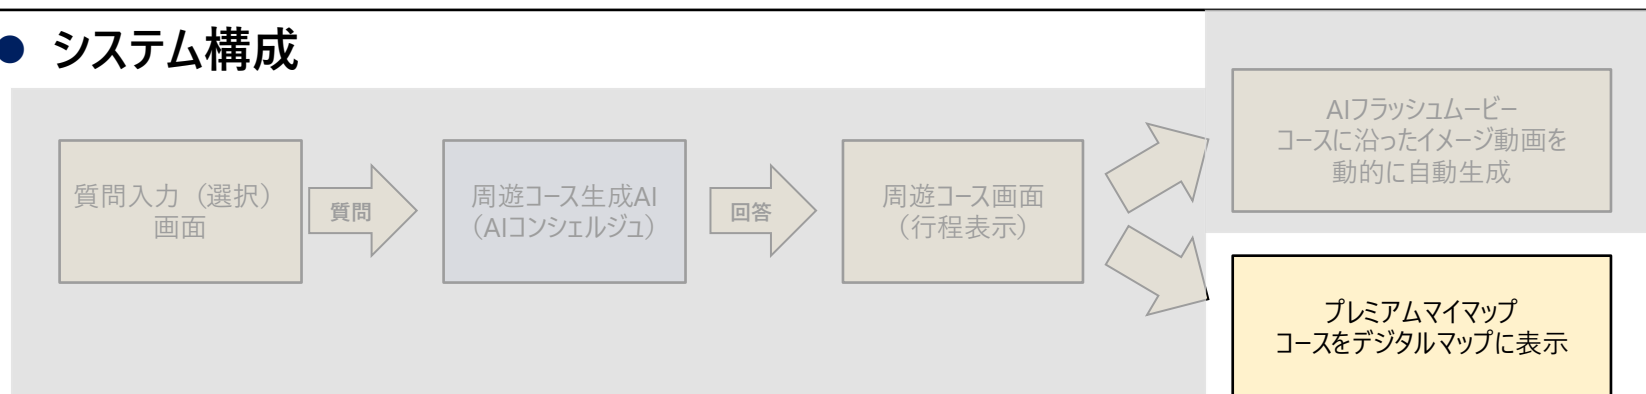 ● システム構成
質問入力（選択）
画面
質問
周遊コース生成AI
（AIコンシェルジュ）
回答
周遊コース画面
（行程表示）
AIフラッシュムービー
コースに沿ったイメージ動画を
動的に自動生成
プレミアムマイマップ
コースをデジタルマップに表示